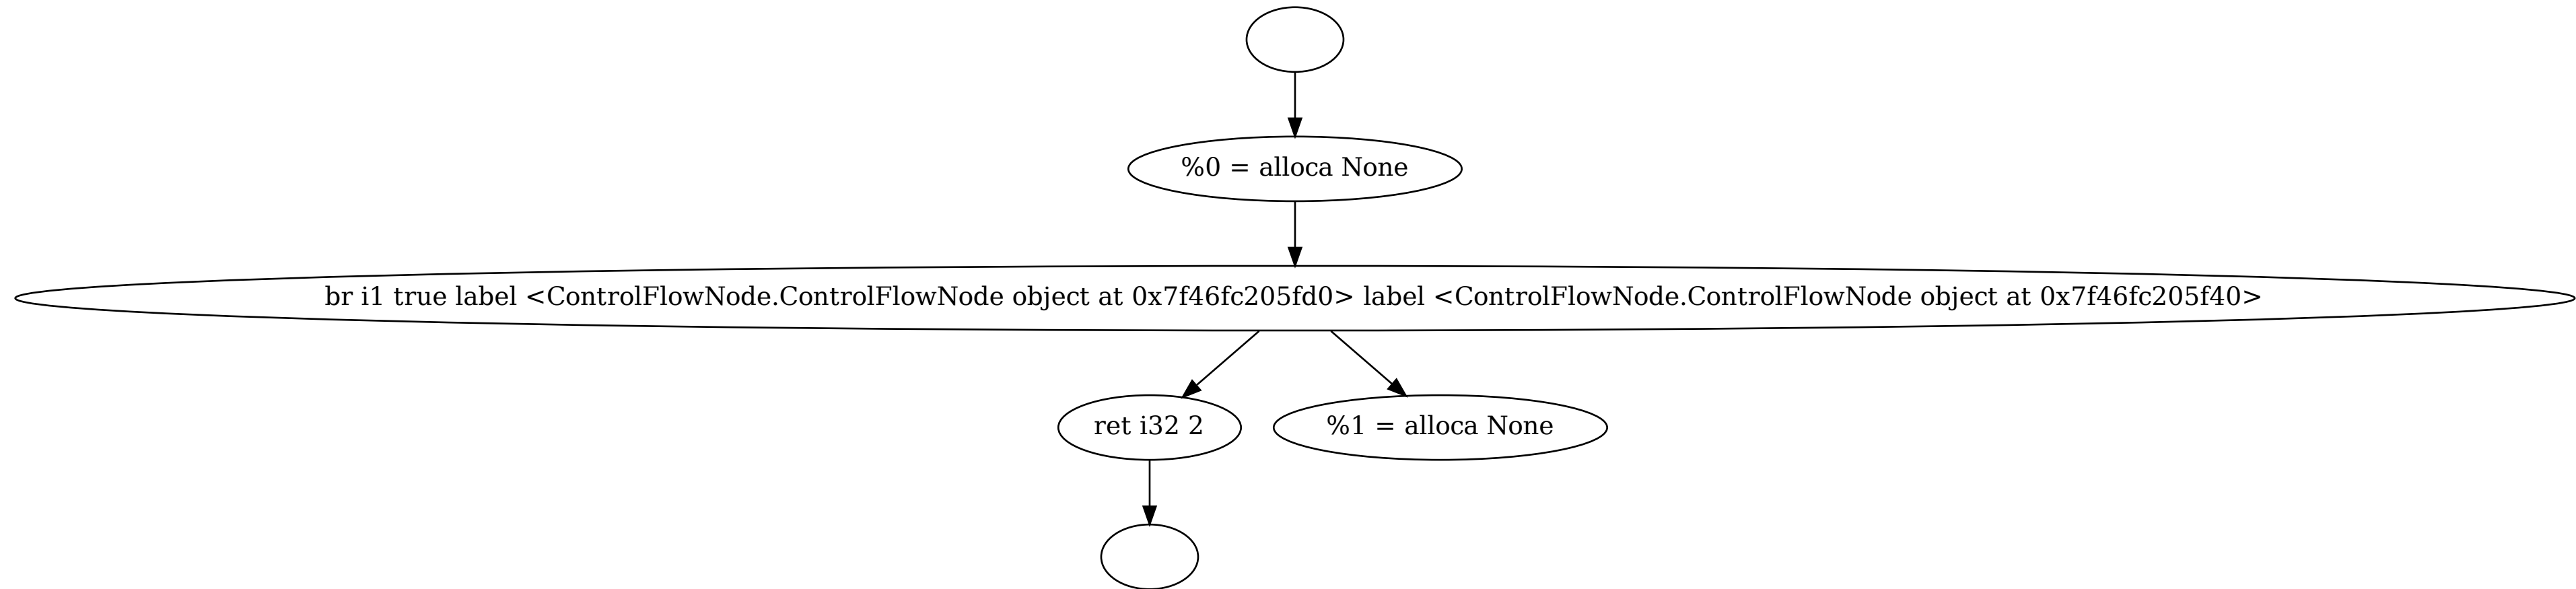 %0 = alloca None
br i1 true label <ControlFlowNode.ControlFlowNode object at 0x7f46fc205fd0> label <ControlFlowNode.ControlFlowNode object at 0x7f46fc205f40>
ret i32 2
%1 = alloca None